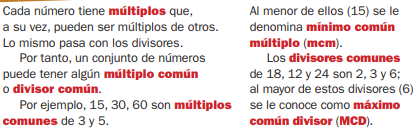 Cada número tiene múltiplos que,
a su vez, pueden ser múltiplos de otros.
Lo mismo pasa con los divisores.
Por tanto, un conjunto de números
puede tener algún múltiplo común
o divisor común.
Por ejemplo, 15, 30, 60 son múltiplos
comunes de 3 y 5.
Al menor de ellos (15) se le
denomina mínimo común
múltiplo (mcm).
Los divisores comunes
de 18, 12 y 24 son 2, 3 y 6;
al mayor de estos divisores (6)
se le conoce como máximo
común divisor (MCD).